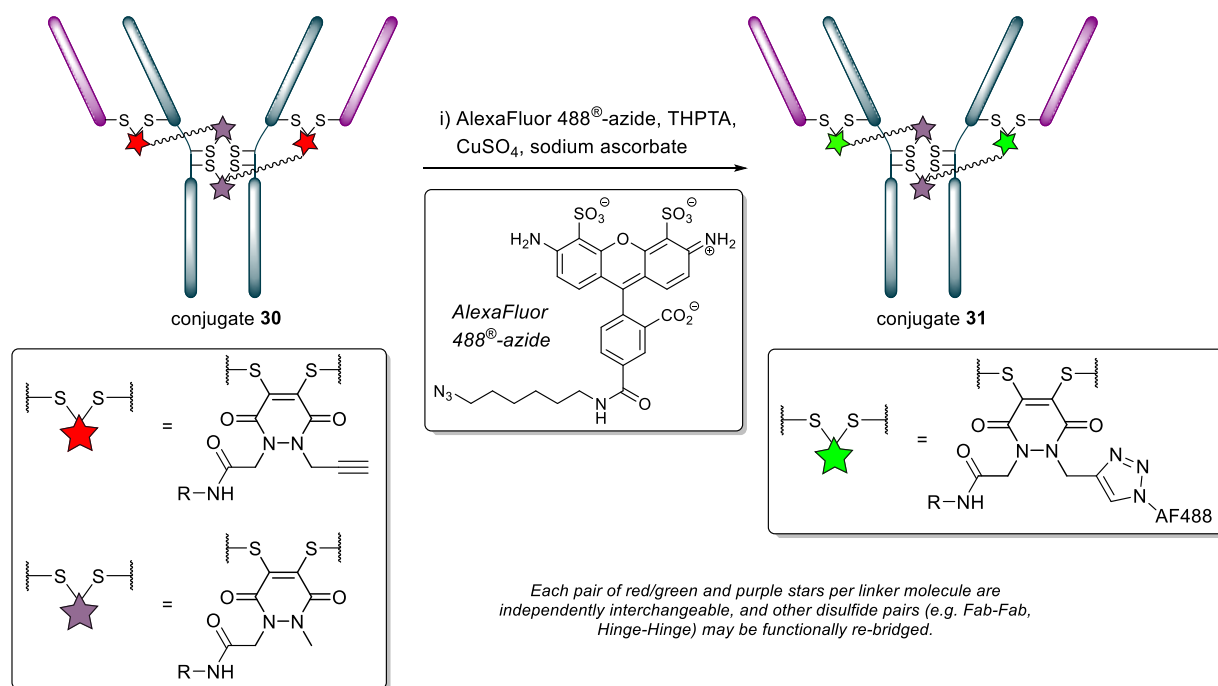 S S
S S
S S
S S
i) AlexaFluor 488®-azide, THPTA,
CuSO4, sodium ascorbate
S S
S S
S S
S S
SO3⊖ SO3⊖
H2N O NH2
⊕
AlexaFluor
488®-azide
CO2⊖
N3
N
H
O
conjugate 30
conjugate 31
S S
=
S S
O O
N N
O
R NH
S S
=
S S
O O
N N
O
R NH
S S
=
S S
O O
N N
O
N N
N
R NH
AF488
Each pair of red/green and purple stars per linker molecule are
independently interchangeable, and other disulfide pairs (e.g. Fab-Fab,
Hinge-Hinge) may be functionally re-bridged.